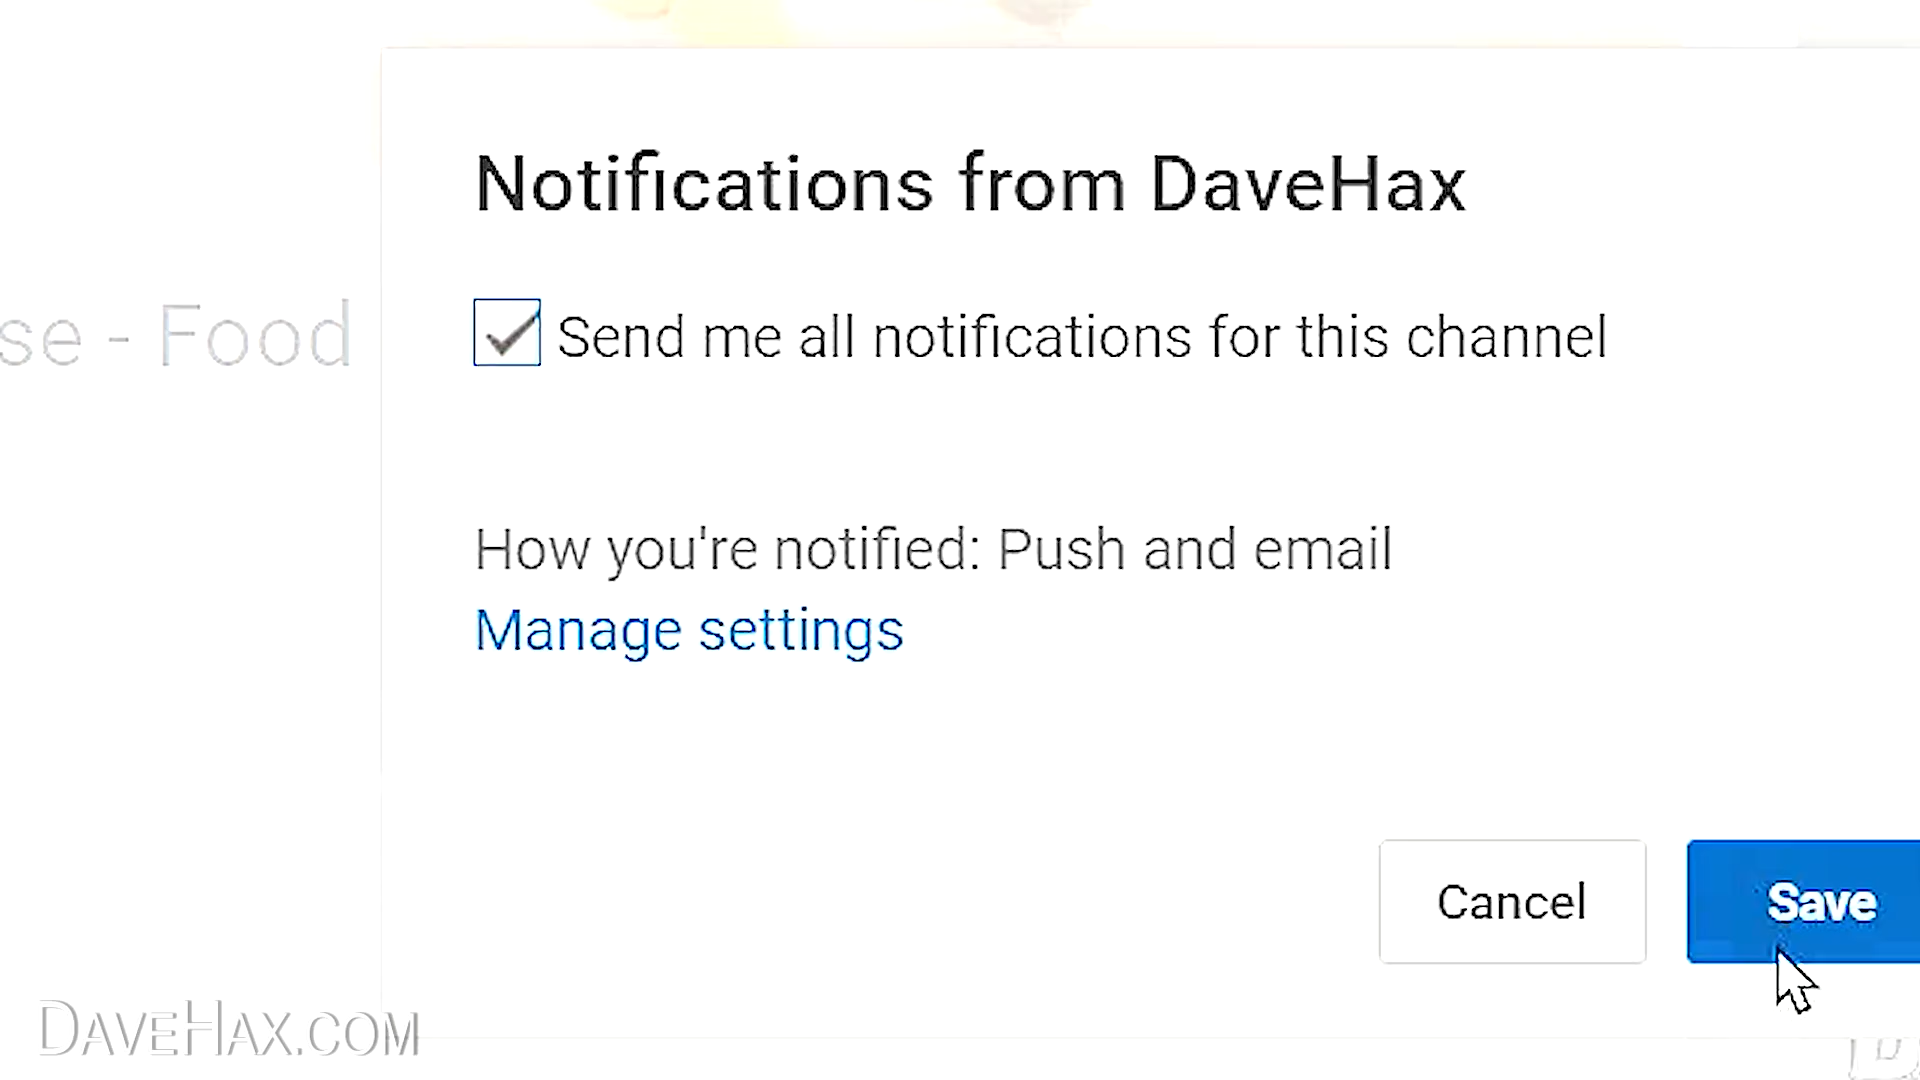 Notifications from DaveHax
se - Food
Send me all notifications for this channel
How you're notified: Push and email
Manage settings
Cancel
Save
DAVEHAX.COM